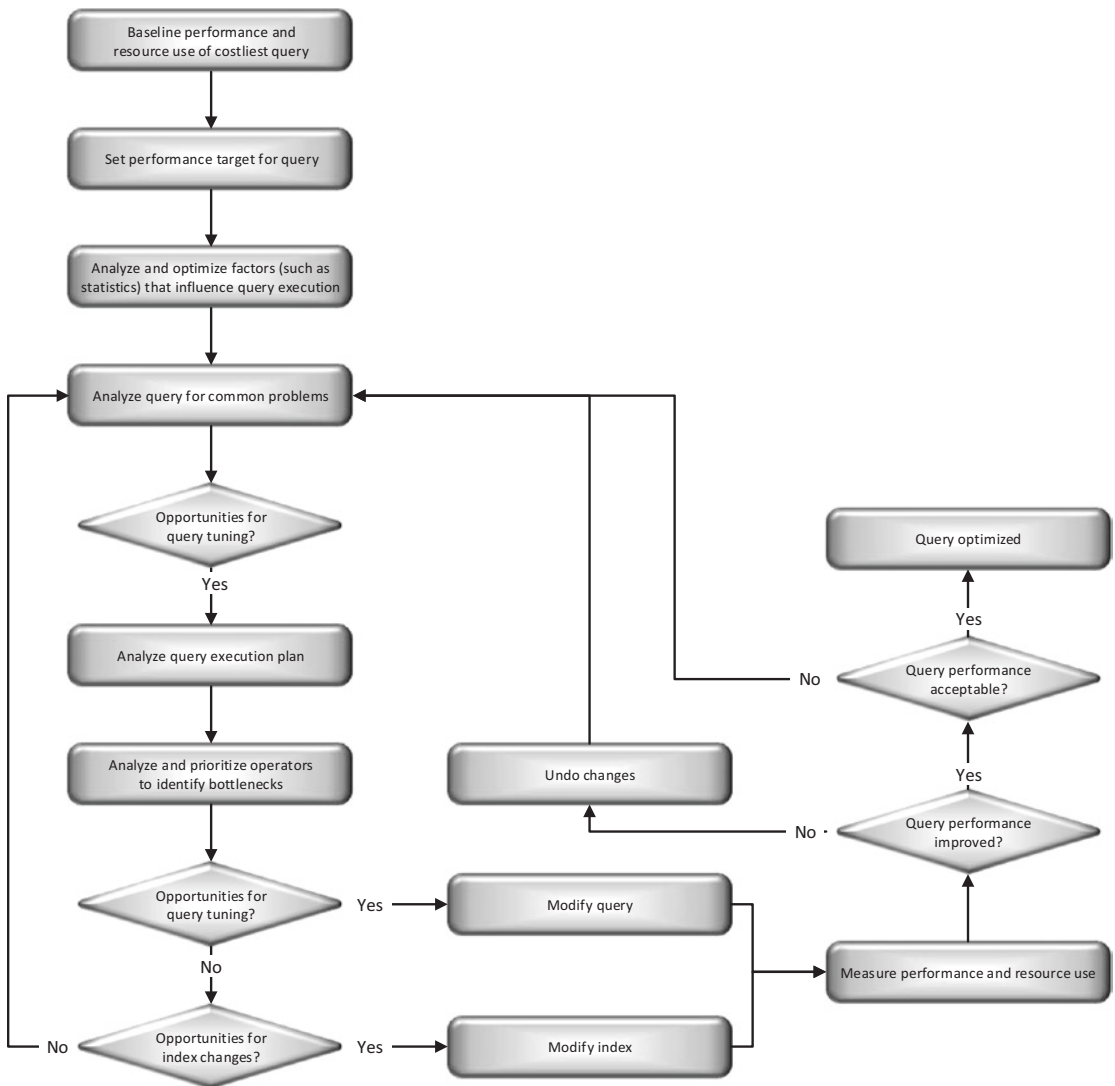 Baseline performance and
resource use of costliest query
Set performance target for query
Analyze and optimize factors (such as
statistics) that influence query execution
Analyze query for common problems
Opportunities for
query tuning?
Yes
Analyze query execution plan
Analyze and prioritize operators
to identify bottlenecks
Opportunities for
query tuning?
Yes
Modify query
No
Opportunities for
index changes?
No
Yes
Modify index
Measure performance and resource use
Query performance
improved?
No
Undo changes
Yes
Query performance
acceptable?
No
Yes
Query optimized